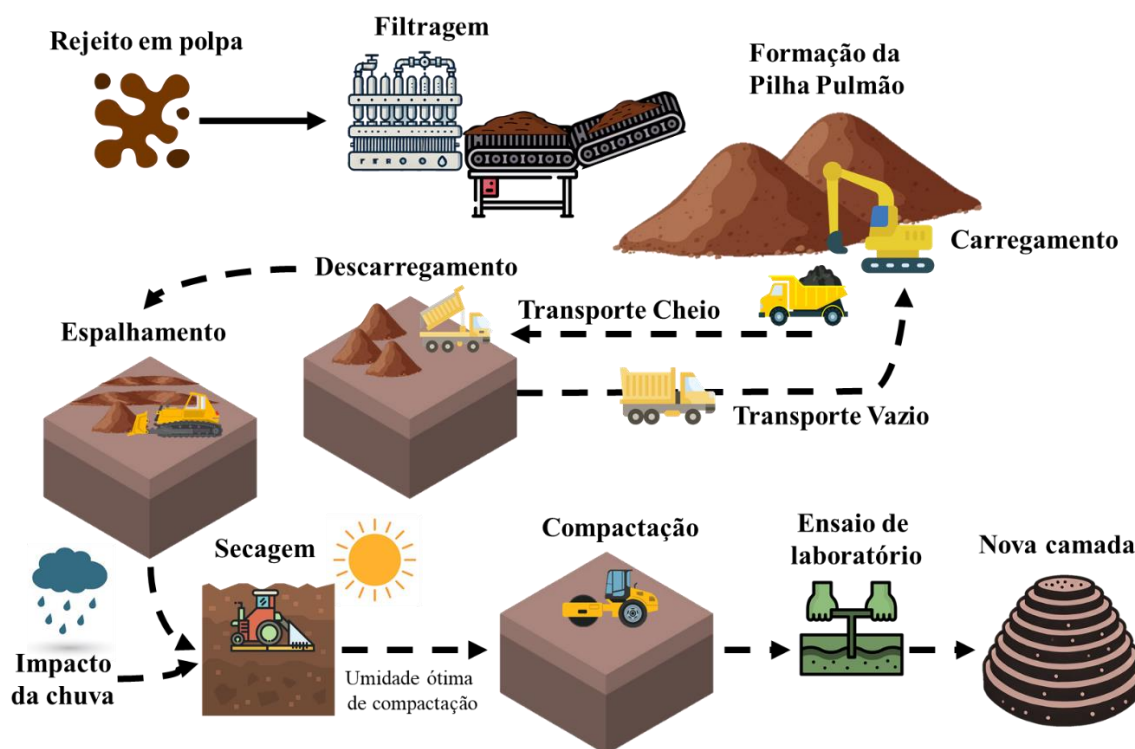 Rejeito em polpa
Filtragem
Formação da
Pilha Pulmão
Carregamento
Descarregamento
Transporte Cheio
Espalhamento
Transporte Vazio
Secagem
Impacto
da chuva
Umidade ótima
de compactação
Compactação
Ensaio de
laboratório
Nova camada